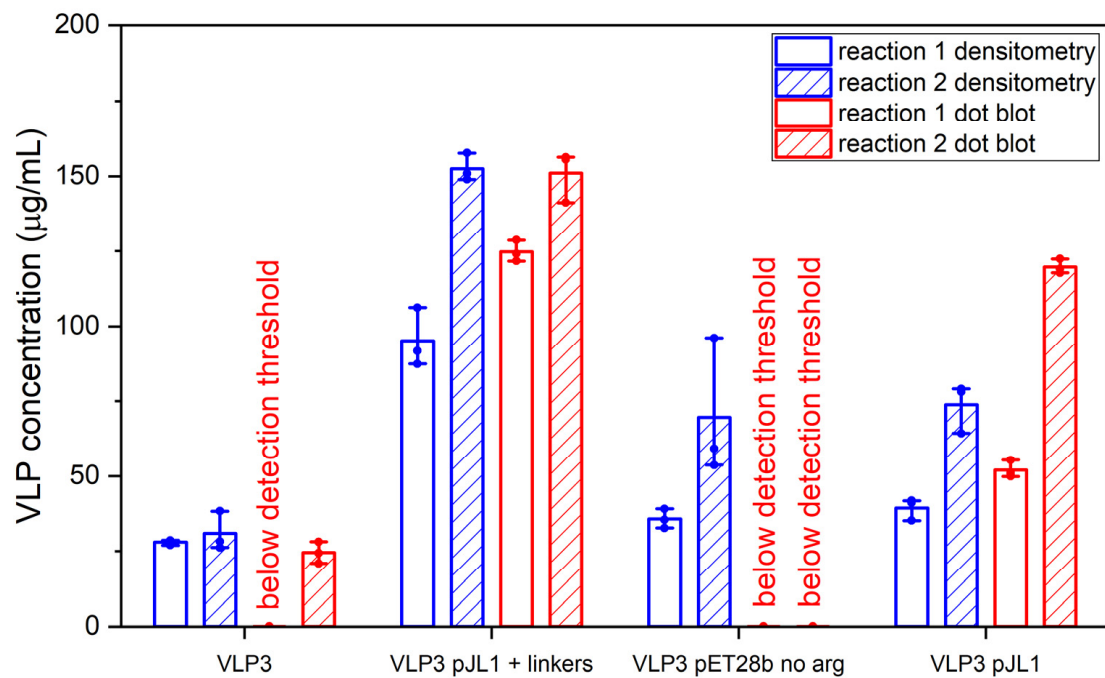 200
150
100
50
0
VLP concentration (µg/mL)
reaction 1 densitometry
reaction 2 densitometry
reaction 1 dot blot
reaction 2 dot blot
below detection threshold
below detection threshold
below detection threshold
VLP3
VLP3 pJL1 + linkers
VLP3 pET28b no arg
VLP3 pJL1